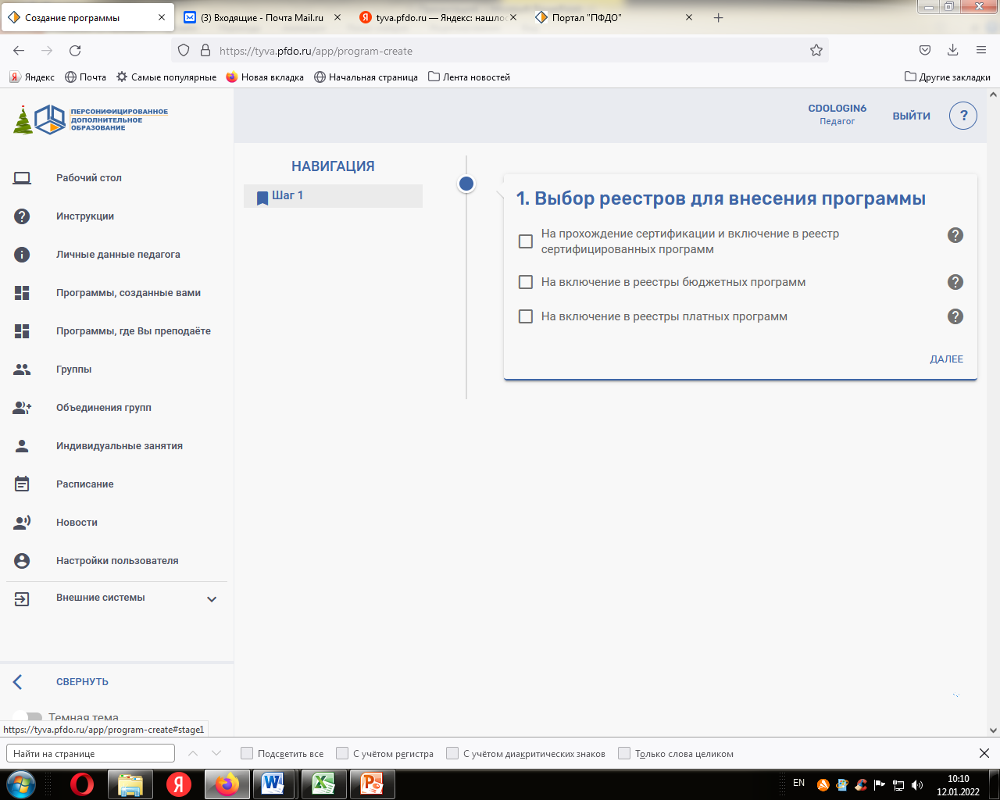 Создание программы
(3) Входящие - Почта Mail.ru
tyva.pfdo.ru — Яндекс: нашлос
Портал "ПФДО"
https://tyva.pfdo.ru/app/program-create
Яндекс
Почта
Самые популярные
Новая вкладка
Начальная страница
Лента новостей
Другие закладки
ПЕРСОНИФИЦИРОВАННОЕ
ДОПОЛНИТЕЛЬНОЕ
ОБРАЗОВАНИЕ
CDOLOGIN6
Педагог
ВЫЙТИ
?
Рабочий стол
Инструкции
Личные данные педагога
Программы, созданные вами
Программы, где Вы преподаёте
Группы
Объединения групп
Индивидуальные занятия
Расписание
Новости
Настройки пользователя
Внешние системы
СВЕРНУТЬ
Темная тема
НАВИГАЦИЯ
Шаг 1
1. Выбор реестров для внесения программы
На прохождение сертификации и включение в реестр
сертифицированных программ
На включение в реестры бюджетных программ
На включение в реестры платных программ
ДАЛЕЕ
https://tyva.pfdo.ru/app/program-create#stage1
Найти на странице
Подсветить все
С учётом регистра
С учётом диакритических знаков
Только слова целиком
EN
10:10
12.01.2022